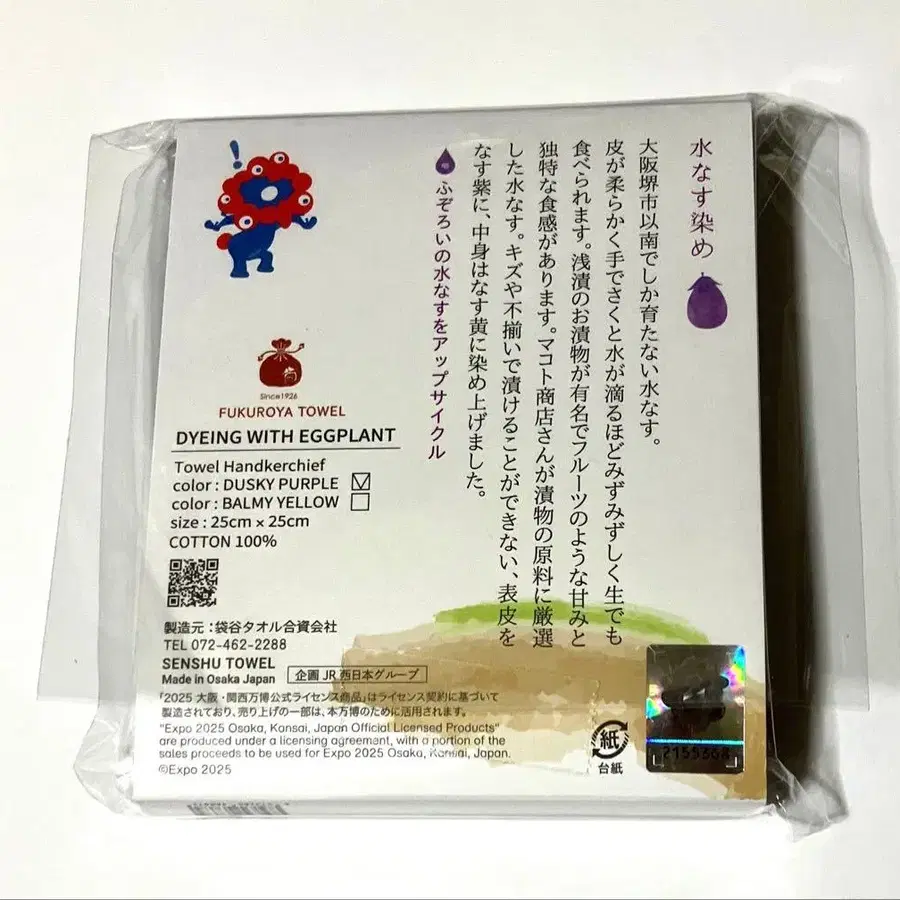 水なす染め
大阪堺市以南でしか育たない水なす。
皮が柔らかく手でさくと水が滴るほどみずみずしく生でも
食べられます。浅漬のお漬物が有名でフルーツのような甘みと
独特な食感があります。マコト商店さんが漬物の原料に厳選
した水なす。キズや不揃いで漬けることができない、表皮を
なす紫に、中身はなす黄に染め上げました。
ふぞろいの水なすをアップサイクル
!
Since1926
FUKUROYA TOWEL
DYEING WITH EGGPLANT
Towel Handkerchief
color : DUSKY PURPLE ☑
color : BALMY YELLOW ☐
size : 25cm × 25cm
COTTON 100%
製造元 : 袋谷タオル合資会社
TEL 072-462-2288
SENSHU TOWEL
Made in Osaka Japan
企画 JR 西日本グループ
「2025 大阪・関西万博公式ライセンス商品」はライセンス契約に基づいて
製造されており、売り上げの一部は、本万博のために活用されます。
"Expo 2025 Osaka, Kansai, Japan Official Licensed Products"
are produced under a licensing agreement, with a portion of the
sales proceeds to be used for Expo 2025 Osaka, Kansai, Japan.
©Expo 2025
紙
台紙